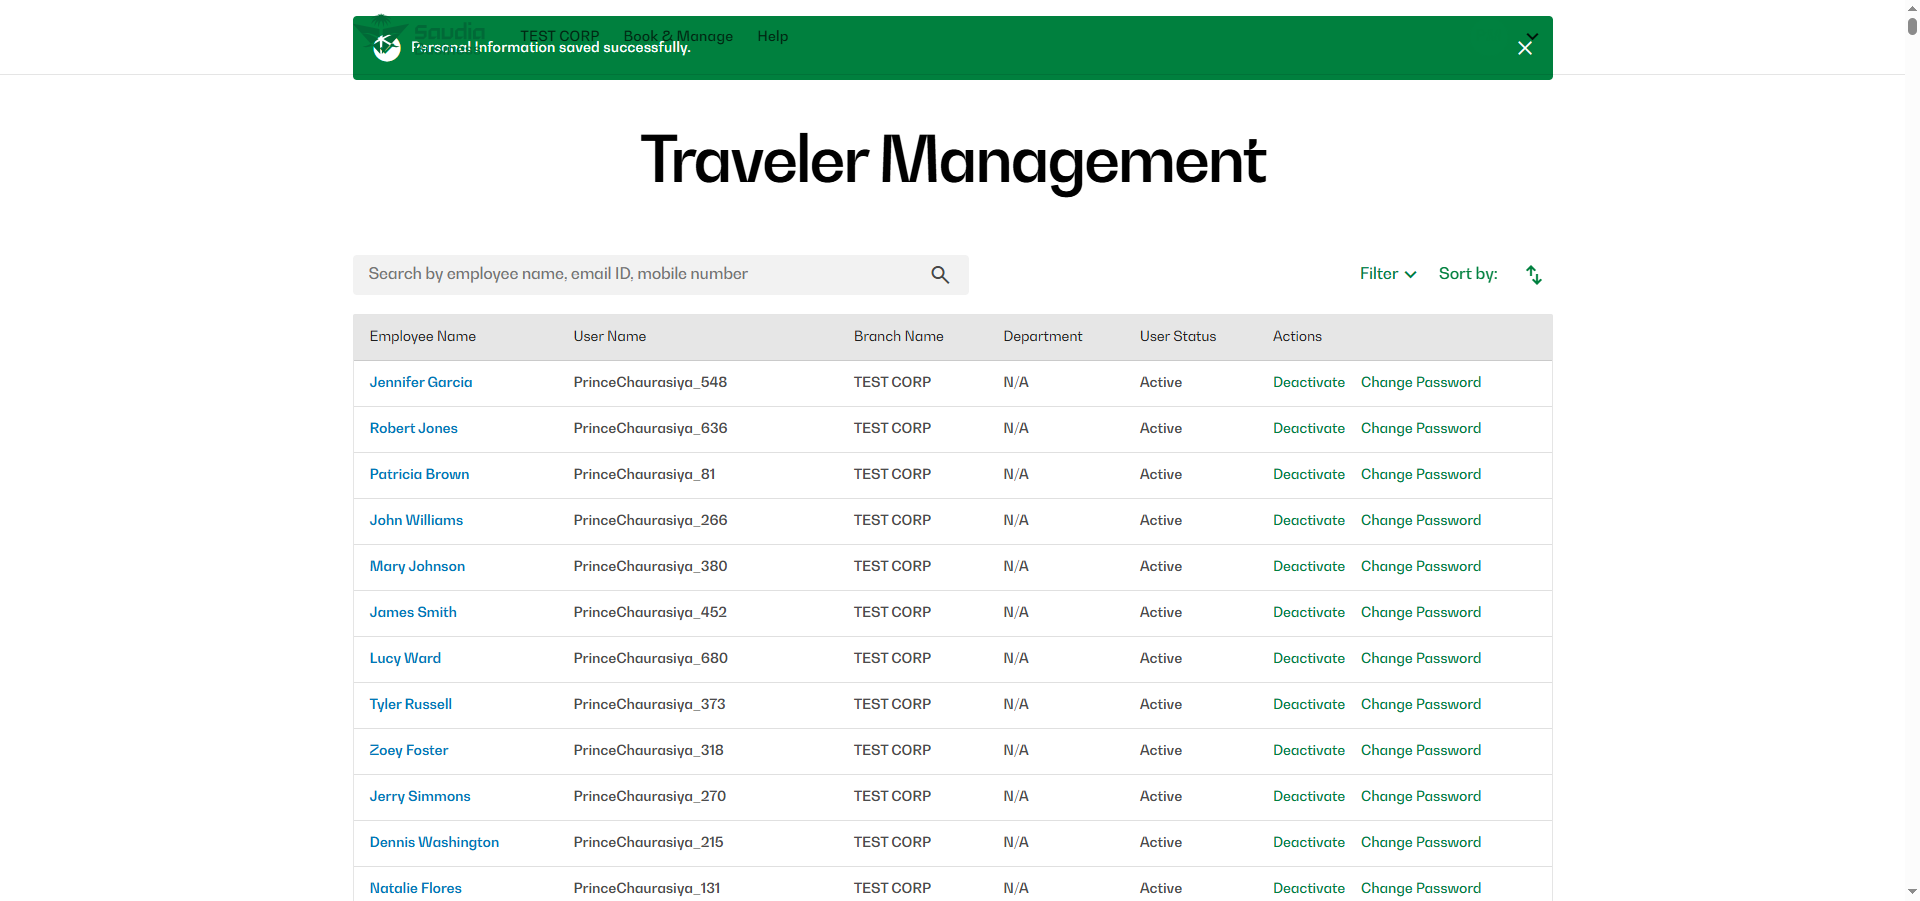 Saudia
TEST CORP Book & Manage Help
Personal Information saved successfully.
Traveler Management
Search by employee name, email ID, mobile number
Filter Sort by:
Employee Name User Name Branch Name Department User Status Actions
Jennifer Garcia PrinceChaurasiya_548 TEST CORP N/A Active Deactivate Change Password
Robert Jones PrinceChaurasiya_636 TEST CORP N/A Active Deactivate Change Password
Patricia Brown PrinceChaurasiya_81 TEST CORP N/A Active Deactivate Change Password
John Williams PrinceChaurasiya_266 TEST CORP N/A Active Deactivate Change Password
Mary Johnson PrinceChaurasiya_380 TEST CORP N/A Active Deactivate Change Password
James Smith PrinceChaurasiya_452 TEST CORP N/A Active Deactivate Change Password
Lucy Ward PrinceChaurasiya_680 TEST CORP N/A Active Deactivate Change Password
Tyler Russell PrinceChaurasiya_373 TEST CORP N/A Active Deactivate Change Password
Zoey Foster PrinceChaurasiya_318 TEST CORP N/A Active Deactivate Change Password
Jerry Simmons PrinceChaurasiya_270 TEST CORP N/A Active Deactivate Change Password
Dennis Washington PrinceChaurasiya_215 TEST CORP N/A Active Deactivate Change Password
Natalie Flores PrinceChaurasiya_131 TEST CORP N/A Active Deactivate Change Password